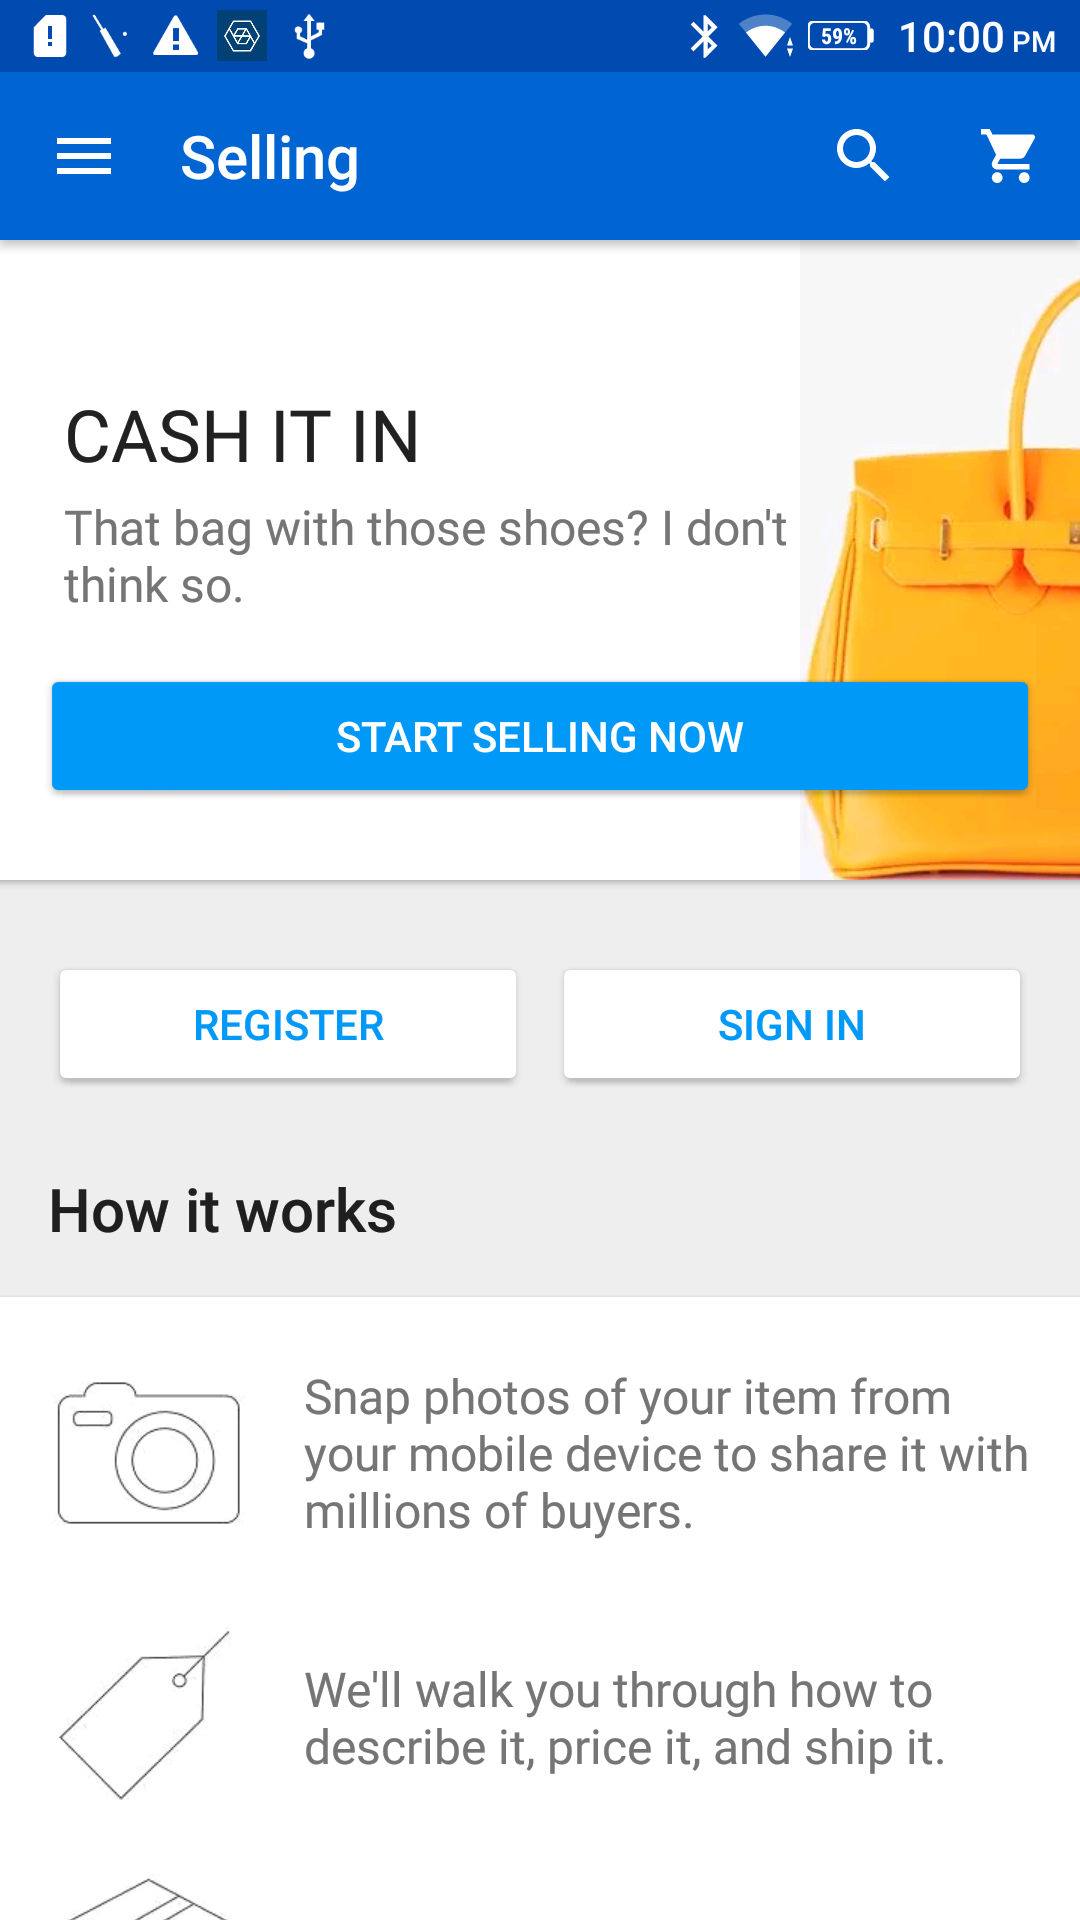 59%
10:00 PM
Selling
CASH IT IN
That bag with those shoes? I don't
think so.
START SELLING NOW
REGISTER
SIGN IN
How it works
Snap photos of your item from
your mobile device to share it with
millions of buyers.
We'll walk you through how to
describe it, price it, and ship it.